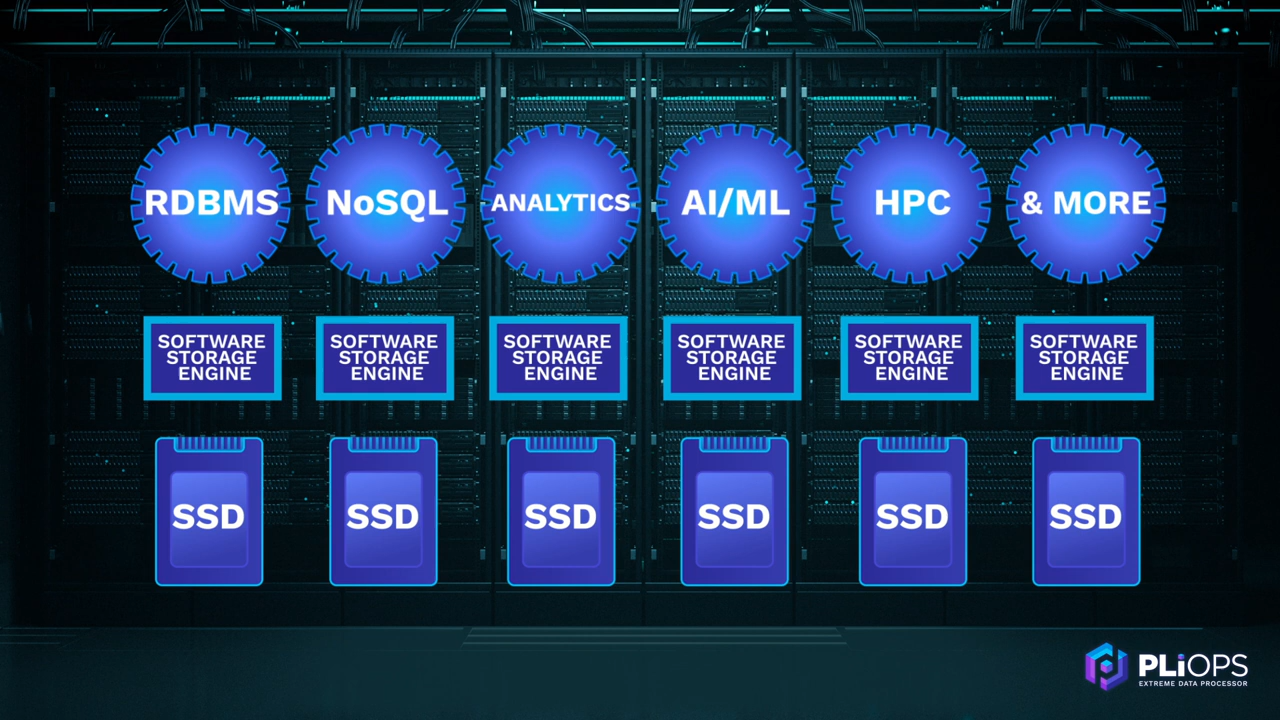 RDBMS
NoSQL
ANALYTICS
AI/ML
HPC
& MORE
SOFTWARE
STORAGE
ENGINE
SOFTWARE
STORAGE
ENGINE
SOFTWARE
STORAGE
ENGINE
SOFTWARE
STORAGE
ENGINE
SOFTWARE
STORAGE
ENGINE
SOFTWARE
STORAGE
ENGINE
SSD
SSD
SSD
SSD
SSD
SSD
PLiOPS
EXTREME DATA PROCESSOR